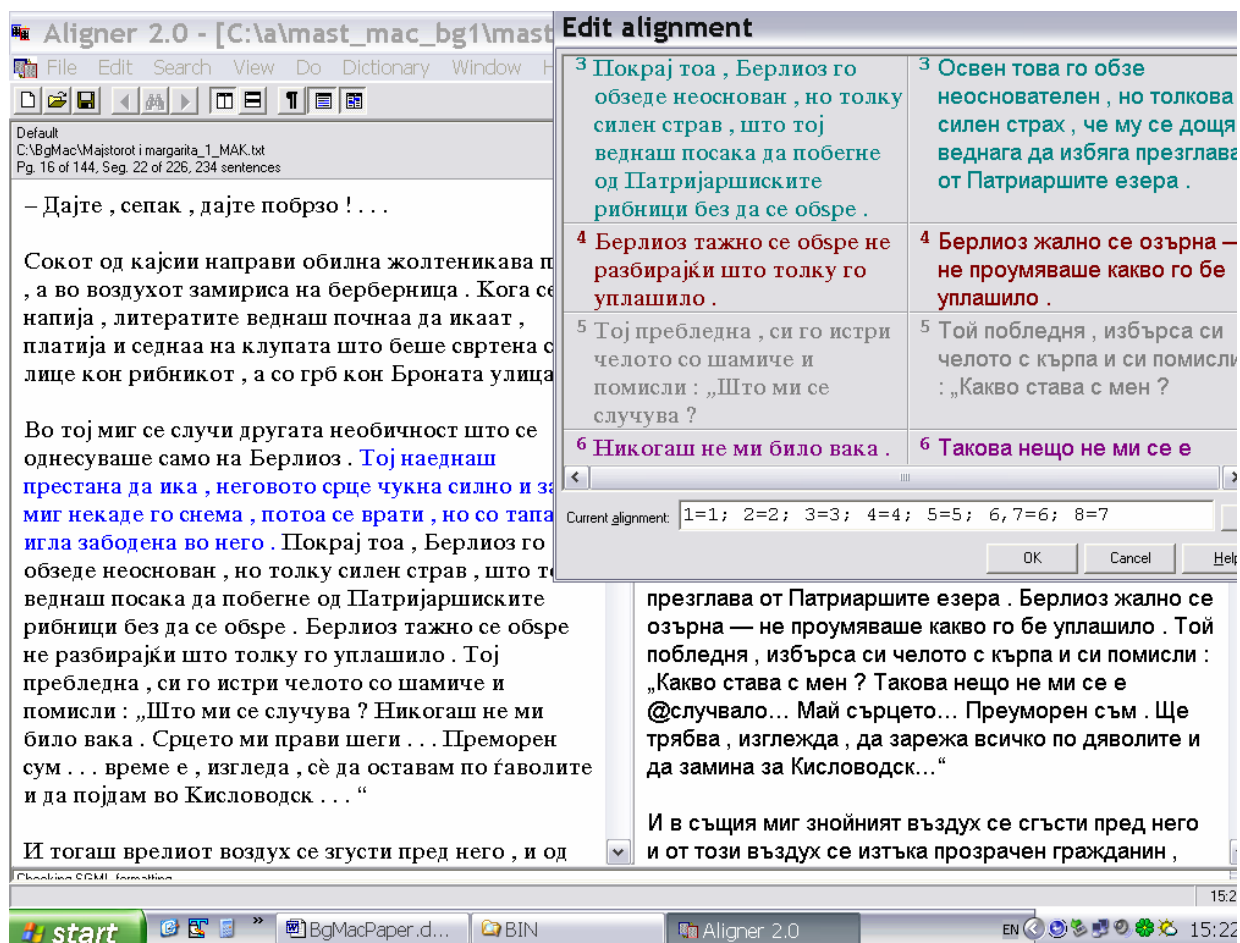 Aligner 2.0 - [C:\a\mast_mac_bg1\mast
File Edit Search View Do Dictionary Window H
Default
C:\BgMac\Majstorot i margarita_1_MAK.txt
Pg. 16 of 144, Seg. 22 of 226, 234 sentences
– Дајте , сепак , дајте побрзо ! . . .
Сокот од кајсии направи обилна жолтеникава п
, а во воздухот замириса на берберница . Кога се
напија , литератите веднаш почнаа да икаат ,
платија и седнаа на клупата што беше свртена с
лице кон рибникот , а со грб кон Броната улица
Во тој миг се случи другата необичност што се
однесуваше само на Берлиоз . Тој наеднаш
престана да ика , неговото срце чукна силно и за
миг некаде го снема , потоа се врати , но со тапа
игла забодена во него . Покрај тоа , Берлиоз го
обзеде неоснован , но толку силен страв , што то
веднаш посака да побегне од Патријаршиските
рибници без да се обѕре . Берлиоз тажно се обѕре
не разбирајќи што толку го уплашило . Тој
пребледна , си го истри челото со шамиче и
помисли : „Што ми се случува ? Никогаш не ми
било вака . Срцето ми прави шеги . . . Преморен
сум . . . време е , изгледа , сѐ да оставам по ѓаволите
и да појдам во Кисловодск . . . “
И тогаш врелиот воздух се згусти пред него , и од
Edit alignment
3 Покрај тоа , Берлиоз го
обзеде неоснован , но толку
силен страв , што тој
веднаш посака да побегне
од Патријаршиските
рибници без да се обѕре .
3 Освен това го обзе
неоснователен , но толкова
силен страх , че му се дощя
веднага да избяга презглава
от Патриаршите езера .
4 Берлиоз тажно се обѕре не
разбирајќи што толку го
уплашило .
4 Берлиоз жално се озърна —
не проумяваше какво го бе
уплашило .
5 Тој пребледна , си го истри
челото со шамиче и
помисли : „Што ми се
случува ?
5 Той побледня , избърса си
челото с кърпа и си помисли
: „Какво става с мен ?
6 Никогаш не ми било вака .
6 Такова нещо не ми се е
Current alignment: 1=1; 2=2; 3=3; 4=4; 5=5; 6,7=6; 8=7
OK Cancel Help
презглава от Патриаршите езера . Берлиоз жално се
озърна — не проумяваше какво го бе уплашило . Той
побледня , избърса си челото с кърпа и си помисли :
„Какво става с мен ? Такова нещо не ми се е
@случвало… Май сърцето… Преуморен съм . Ще
трябва , изглежда , да зарежа всичко по дяволите и
да замина за Кисловодск…“
И в същия миг знойният въздух се сгъсти пред него
и от този въздух се изтъка прозрачен гражданин ,
Checking SGML formatting
15:2
start » BgMacPaper.d... BIN Aligner 2.0 EN 15:22